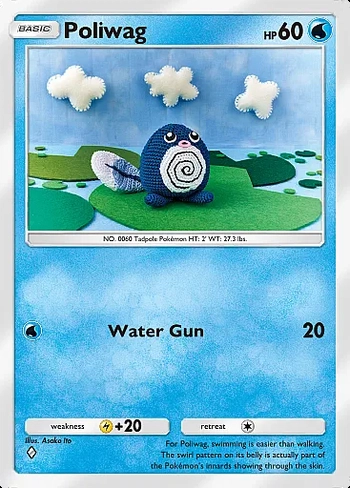 BASIC Poliwag HP 60
NO. 0060 Tadpole Pokémon HT: 2' WT: 27.3 lbs.
Water Gun 20
weakness +20 retreat
Illus. Asako Ito
For Poliwag, swimming is easier than walking.
The swirl pattern on its belly is actually part
of the Pokémon's innards showing through the skin.